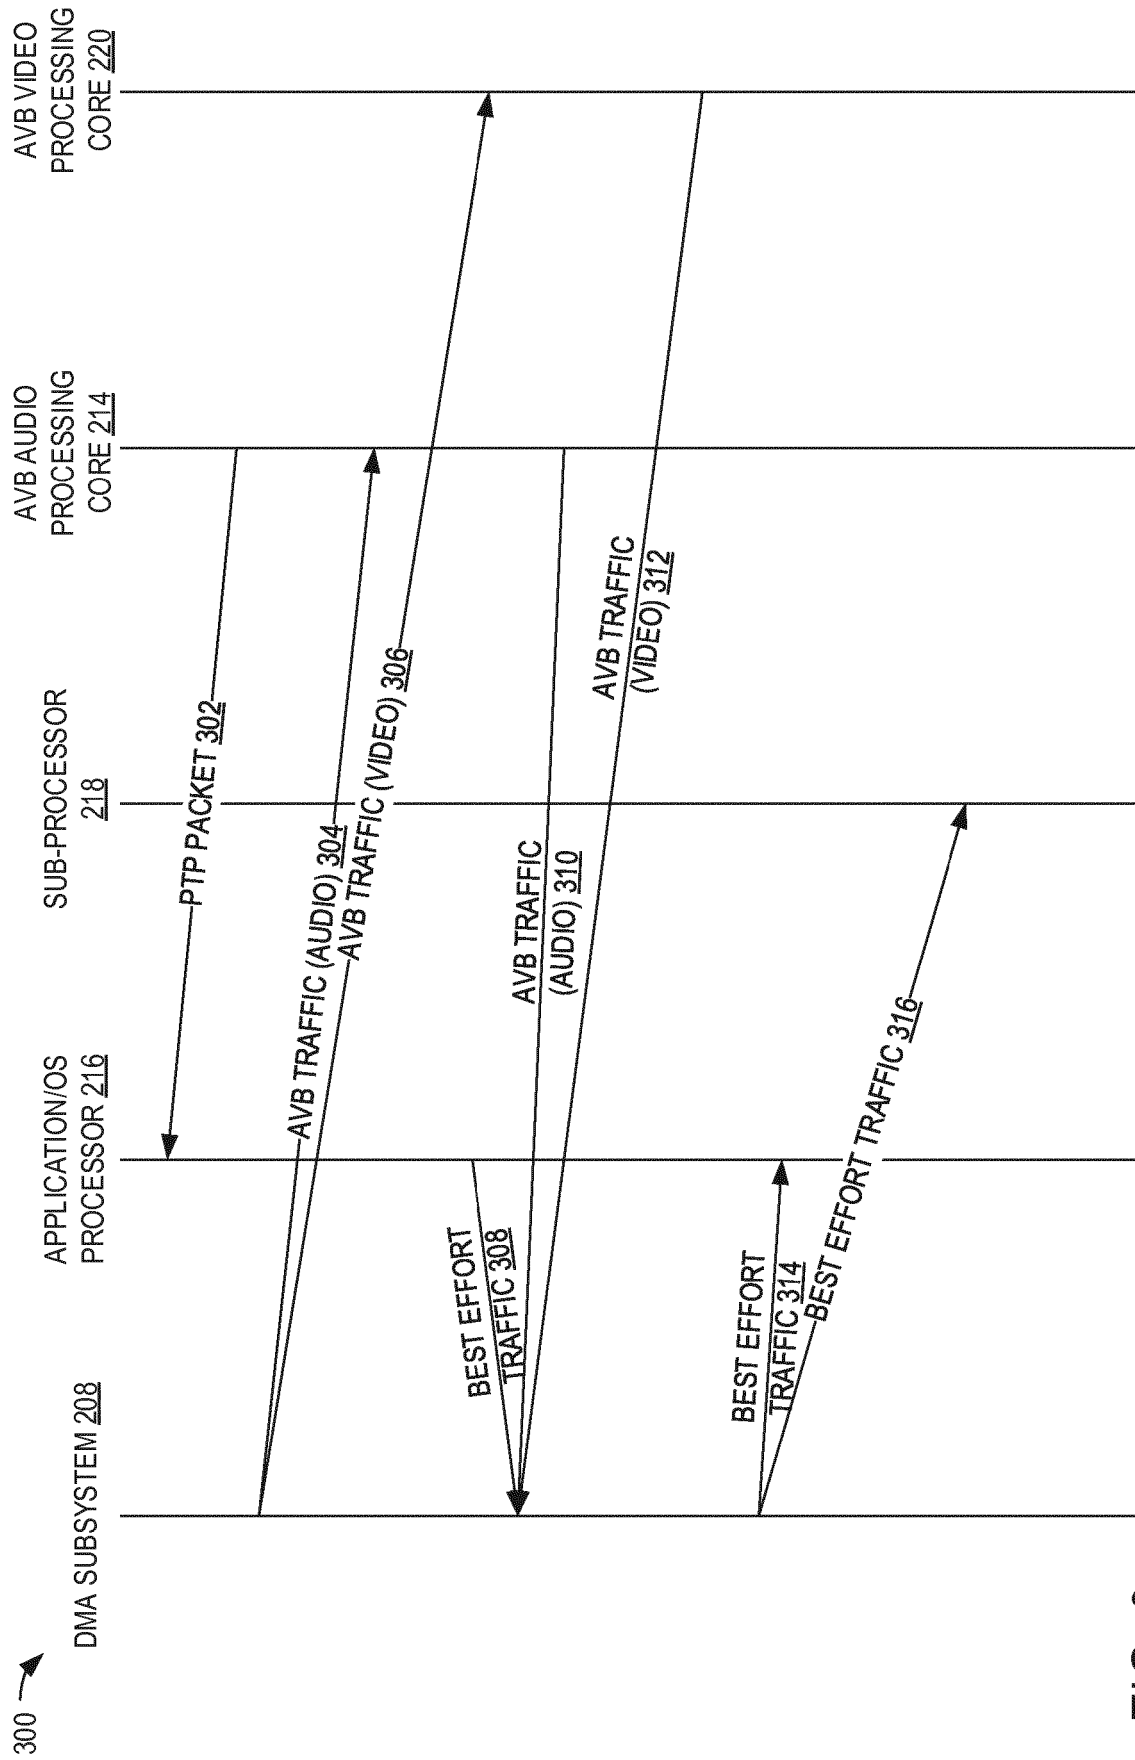 300
DMA SUBSYSTEM 208
APPLICATION/OS
PROCESSOR 216
SUB-PROCESSOR
218
AVB AUDIO
PROCESSING
CORE 214
AVB VIDEO
PROCESSING
CORE 220
PTP PACKET 302
AVB TRAFFIC (AUDIO) 304
AVB TRAFFIC (VIDEO) 306
BEST EFFORT
TRAFFIC 308
AVB TRAFFIC
(AUDIO) 310
AVB TRAFFIC
(VIDEO) 312
BEST EFFORT
TRAFFIC 314
BEST EFFORT TRAFFIC 316